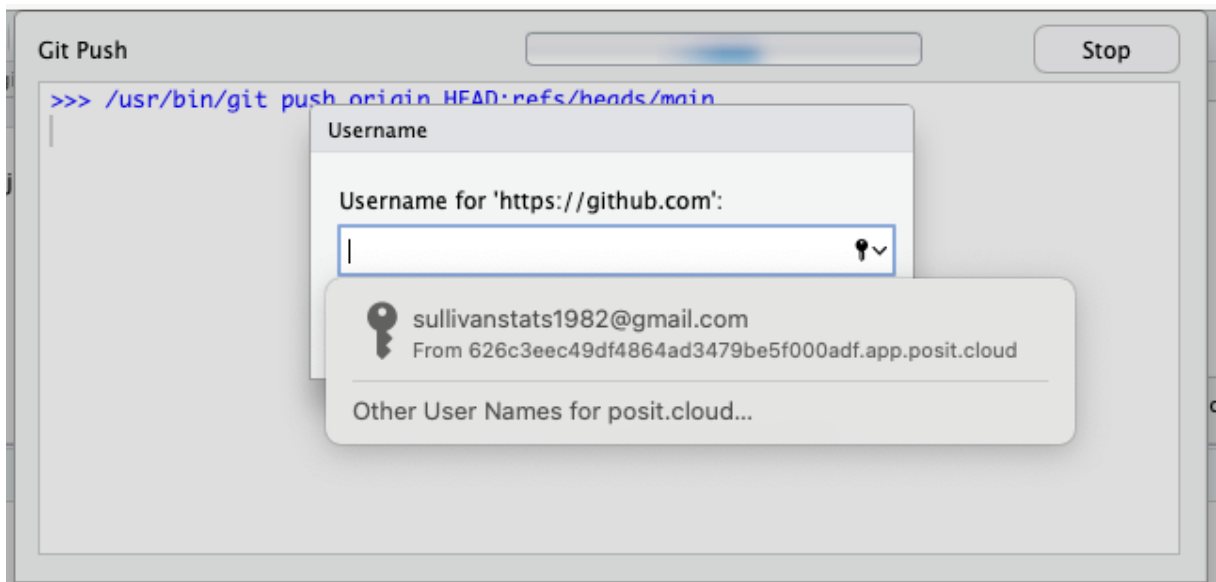 Git Push
Stop
>>> /usr/bin/git push origin HEAD:refs/heads/main
Username
Username for 'https://github.com':
sullivanstats1982@gmail.com
From 626c3eec49df4864ad3479be5f000adf.app.posit.cloud
Other User Names for posit.cloud...